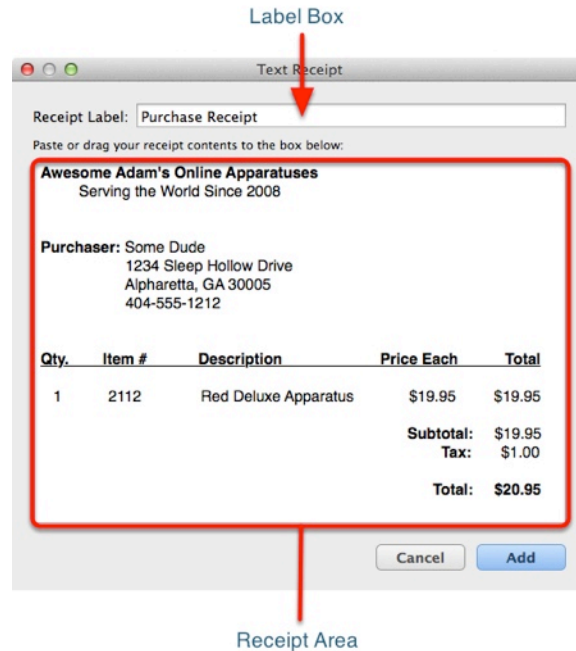 Label Box
Text Receipt
Receipt Label: Purchase Receipt
Paste or drag your receipt contents to the box below:
Awesome Adam's Online Apparatuses
Serving the World Since 2008
Purchaser: Some Dude
1234 Sleep Hollow Drive
Alpharetta, GA 30005
404-555-1212
Qty. Item # Description Price Each Total
1 2112 Red Deluxe Apparatus $19.95 $19.95
Subtotal: $19.95
Tax: $1.00
Total: $20.95
Cancel Add
Receipt Area